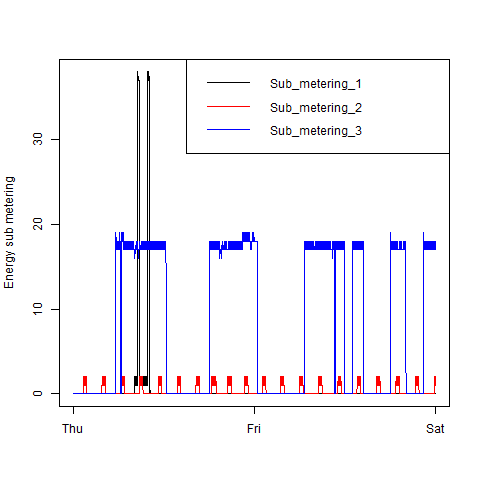 Sub_metering_1
Sub_metering_2
Sub_metering_3
Energy sub metering
30
20
10
0
Thu
Fri
Sat